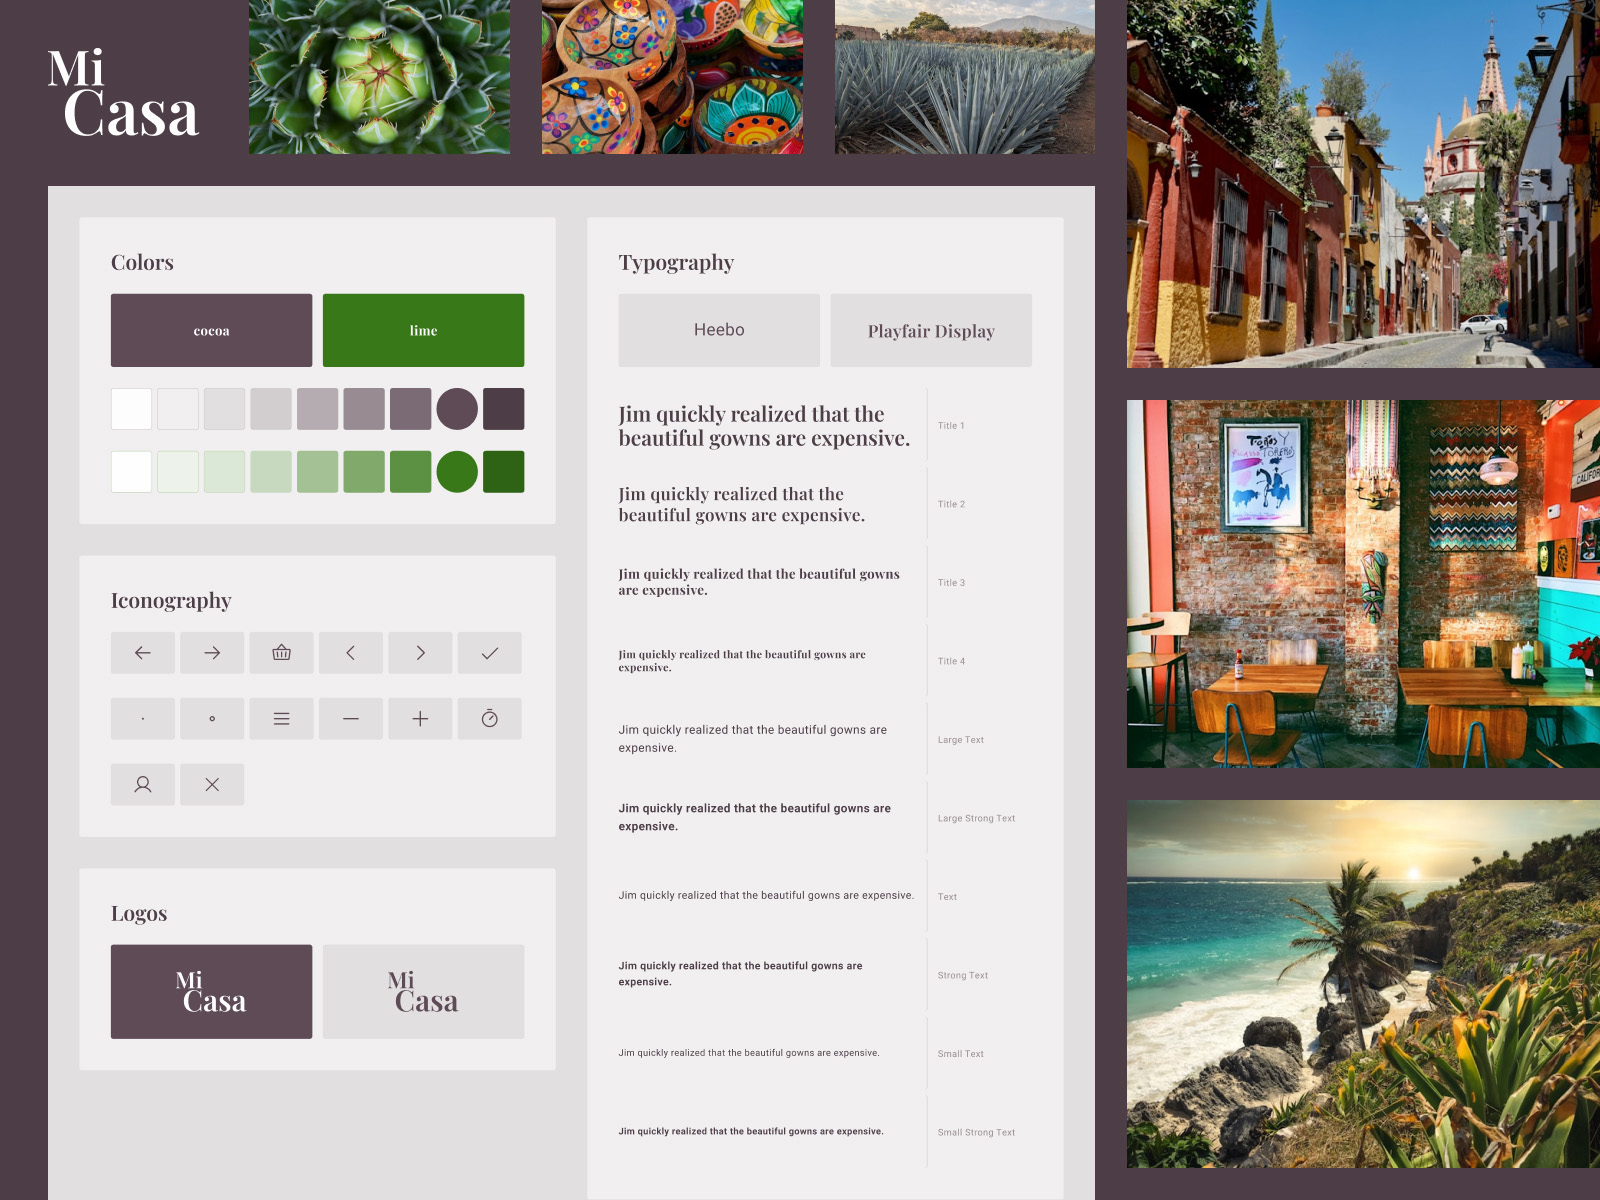 Mi
Casa
Colors
cocoa
lime
Iconography
Logos
Mi
Casa
Mi
Casa
Typography
Heebo
Playfair Display
Jim quickly realized that the
beautiful gowns are expensive.
Title 1
Jim quickly realized that the
beautiful gowns are expensive.
Title 2
Jim quickly realized that the beautiful gowns
are expensive.
Title 3
Jim quickly realized that the beautiful gowns are
expensive.
Title 4
Jim quickly realized that the beautiful gowns are
expensive.
Large Text
Jim quickly realized that the beautiful gowns are
expensive.
Large Strong Text
Jim quickly realized that the beautiful gowns are expensive.
Text
Jim quickly realized that the beautiful gowns are
expensive.
Strong Text
Jim quickly realized that the beautiful gowns are expensive.
Small Text
Jim quickly realized that the beautiful gowns are expensive.
Small Strong Text